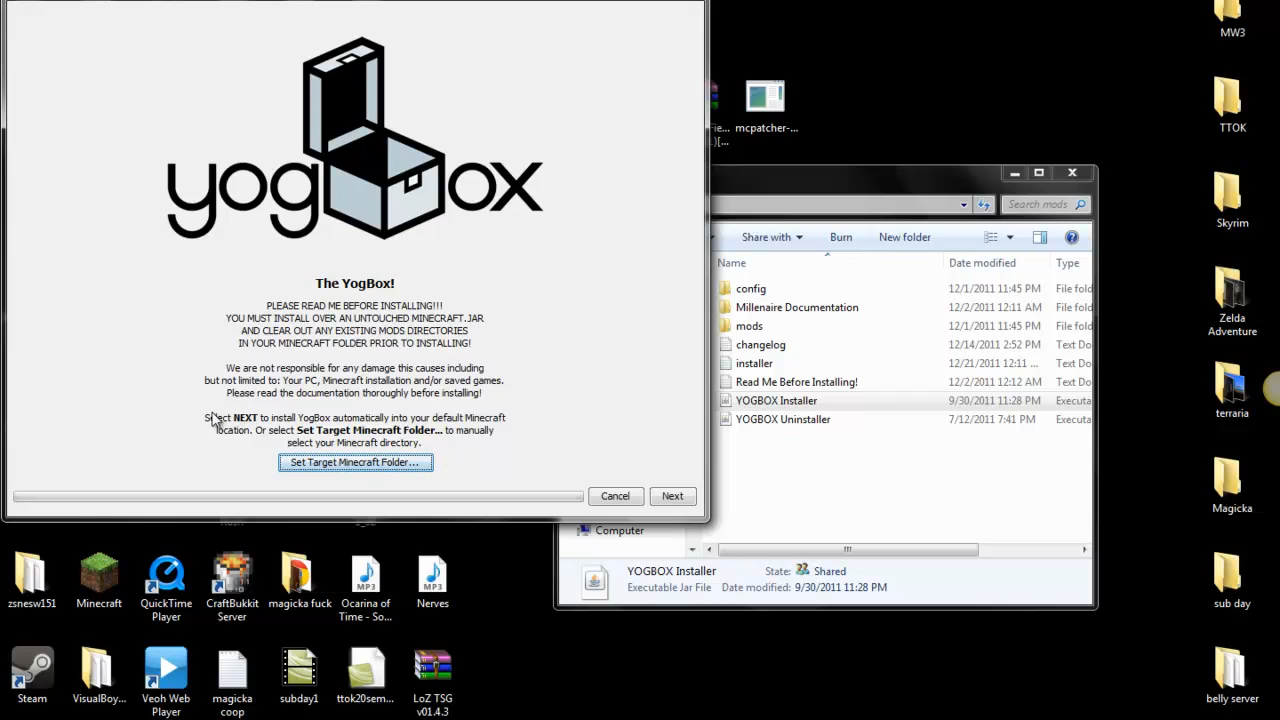 MW3
TTOK
Skyrim
Zelda
Adventure
terraria
Magicka
sub day
belly server
yogbox
The YogBox!
PLEASE READ ME BEFORE INSTALLING!!!
YOU MUST INSTALL OVER AN UNTOUCHED MINECRAFT.JAR
AND CLEAR OUT ANY EXISTING MODS DIRECTORIES
IN YOUR MINECRAFT FOLDER PRIOR TO INSTALLING!
We are not responsible for any damage this causes including
but not limited to: Your PC, Minecraft installation and/or saved games.
Please read the documentation thoroughly before installing!
Select NEXT to install YogBox automatically into your default Minecraft
location. Or select Set Target Minecraft Folder... to manually
select your Minecraft directory.
Set Target Minecraft Folder...
Cancel Next
mcpatcher-...
Search mods
Share with Burn New folder
Name Date modified Type
config 12/1/2011 11:45 PM File fold
Millenaire Documentation 12/2/2011 12:11 AM File fold
mods 12/1/2011 11:45 PM File fold
changelog 12/14/2011 2:52 PM Text Do
installer 12/21/2011 12:11 ... Text Do
Read Me Before Installing! 12/2/2011 12:12 AM Text Do
YOGBOX Installer 9/30/2011 11:28 PM Executa
YOGBOX Uninstaller 7/12/2011 7:41 PM Executa
Computer
YOGBOX Installer State: Shared
Executable Jar File Date modified: 9/30/2011 11:28 PM
zsnesw151
Minecraft
QuickTime
Player
CraftBukkit
Server
magicka fuck
Ocarina of
Time - So...
Nerves
MP3
MP3
Steam
VisualBoy...
Veoh Web
Player
magicka
coop
subday1
ttok20sem...
LoZ TSG
v01.4.3